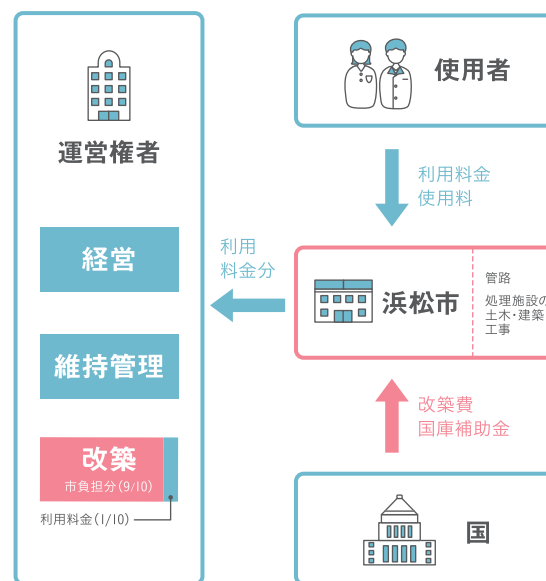 運営権者
経営
維持管理
改築
市負担分(9/10)
利用料金(1/10)
利用
料金分
使用者
利用料金
使用料
浜松市
管路
処理施設の
土木・建築
工事
改築費
国庫補助金
国